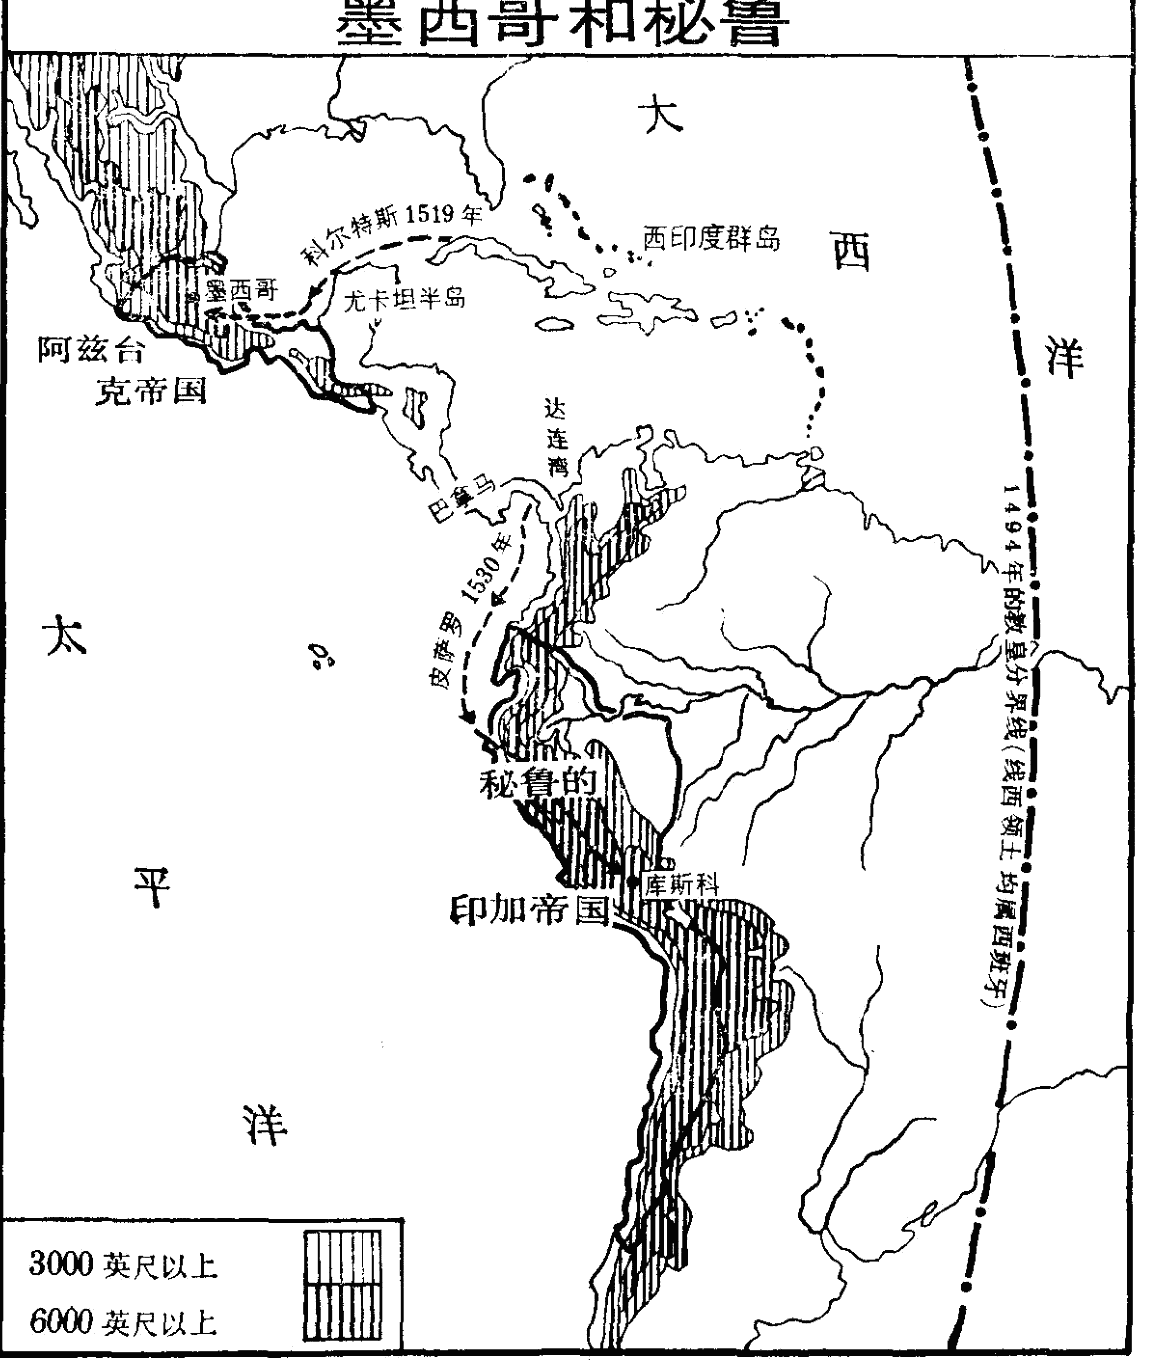 墨西哥和秘鲁
大
西
洋
科尔特斯 1519 年
西印度群岛
墨西哥
尤卡坦半岛
阿兹台
克帝国
达连湾
巴拿马
皮萨罗 1530 年
1494年的教皇分界线(线西领土均属西班牙)
太
平
洋
秘鲁的
印加帝国
库斯科
3000 英尺以上
6000 英尺以上